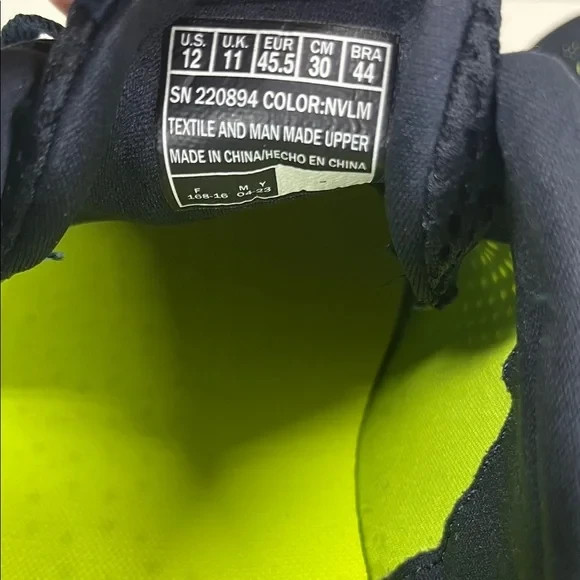 U.S. U.K. EUR CM BRA
12 11 45.5 30 44
SN 220894 COLOR:NVLM
TEXTILE AND MAN MADE UPPER
MADE IN CHINA/HECHO EN CHINA
F M Y
168-16 04-23